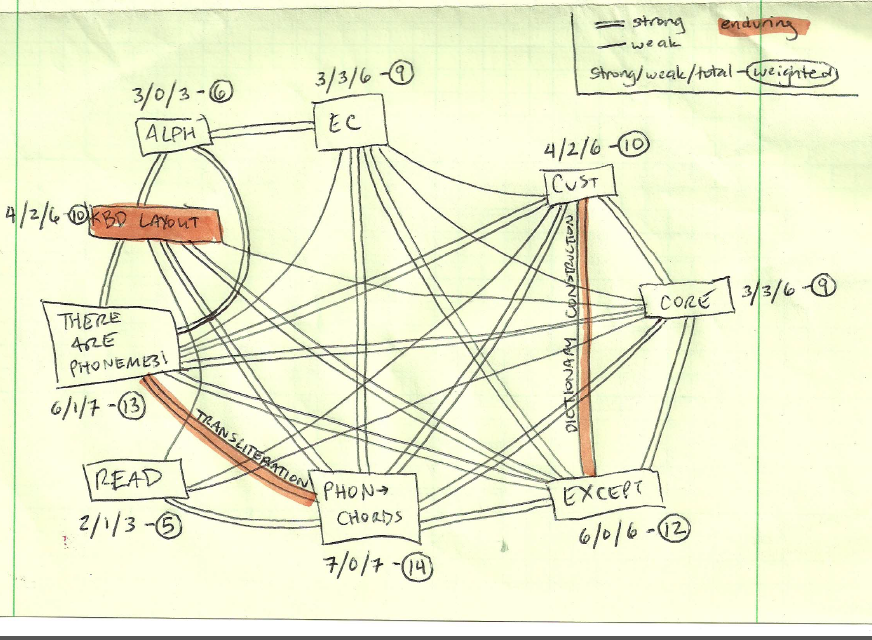 strong enduring
weak
strong/weak/total - weighted
3/3/6 - 9
3/0/3 - 6
EC
ALPH
4/2/6 - 10
CUST
4/2/6 - 10 KBD LAYOUT
DICTIONARY CONSTRUCTION
CORE 3/3/6 - 9
THERE
ARE
PHONEMES!
6/1/7 - 13
TRANSLITERATION
READ
2/1/3 - 5
PHON→
CHORDS
7/0/7 - 14
EXCEPT
6/0/6 - 12